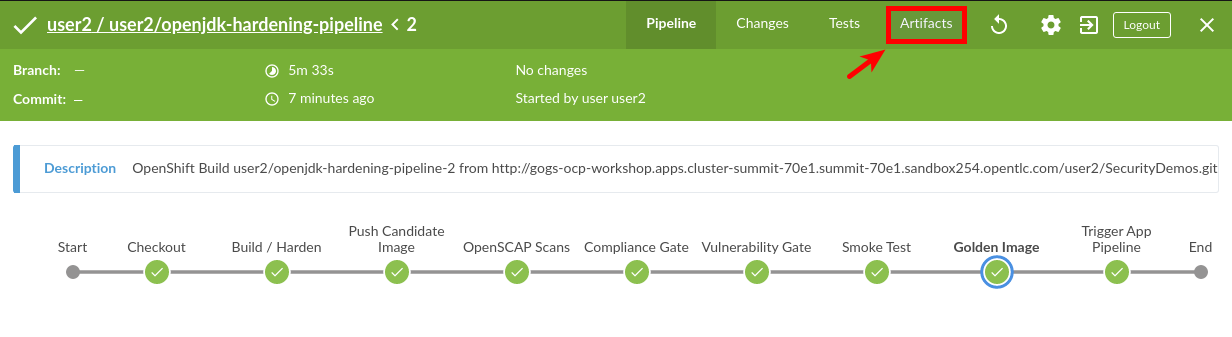 user2 / user2/openjdk-hardening-pipeline < 2
Pipeline
Changes
Tests
Artifacts
Logout
Branch: —
5m 33s
No changes
Commit: —
7 minutes ago
Started by user user2
Description OpenShift Build user2/openjdk-hardening-pipeline-2 from http://gogs-ocp-workshop.apps.cluster-summit-70e1.summit-70e1.sandbox254.opentlc.com/user2/SecurityDemos.git
Start
Checkout
Build / Harden
Push Candidate
Image
OpenSCAP Scans
Compliance Gate
Vulnerability Gate
Smoke Test
Golden Image
Trigger App
Pipeline
End